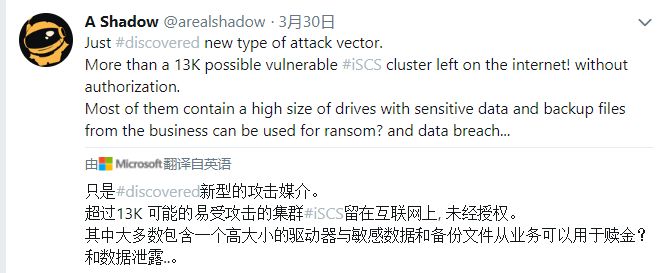 A Shadow @arealshadow · 3月30日
Just #discovered new type of attack vector.
More than a 13K possible vulnerable #iSCS cluster left on the internet! without
authorization.
Most of them contain a high size of drives with sensitive data and backup files
from the business can be used for ransom? and data breach...
由 Microsoft 翻译自英语
只是#discovered新型的攻击媒介。
超过13K 可能的易受攻击的集群#iSCS留在互联网上, 未经授权。
其中大多数包含一个高大小的驱动器与敏感数据和备份文件从业务可以用于赎金?
和数据泄露..。